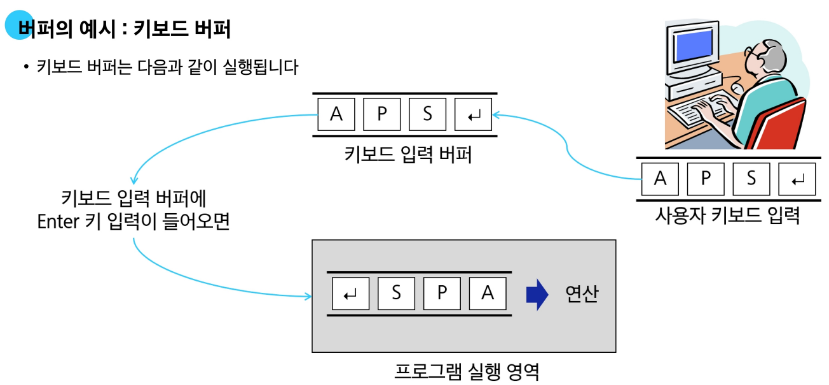 버퍼의 예시 : 키보드 버퍼
• 키보드 버퍼는 다음과 같이 실행됩니다
A P S ↵
키보드 입력 버퍼
A P S ↵
사용자 키보드 입력
키보드 입력 버퍼에
Enter 키 입력이 들어오면
↵ S P A
연산
프로그램 실행 영역